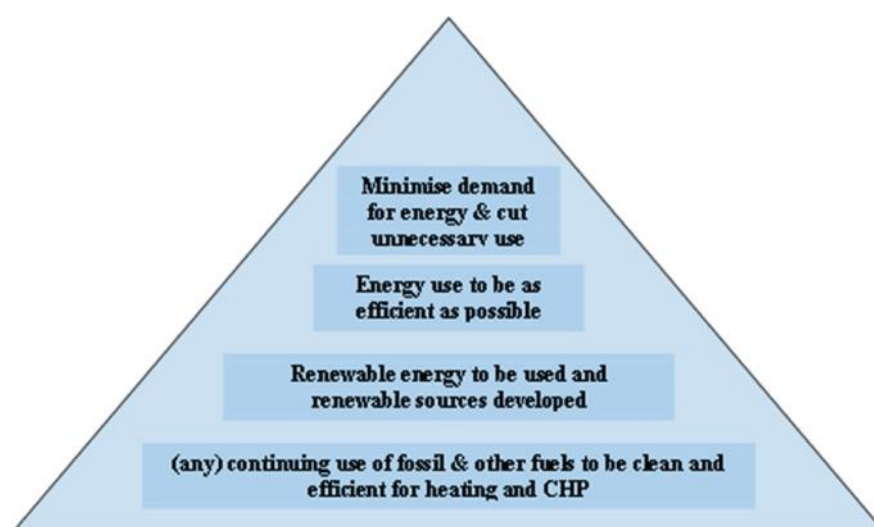 Minimise demand
for energy & cut
unnecessary use
Energy use to be as
efficient as possible
Renewable energy to be used and
renewable sources developed
(any) continuing use of fossil & other fuels to be clean and
efficient for heating and CHP